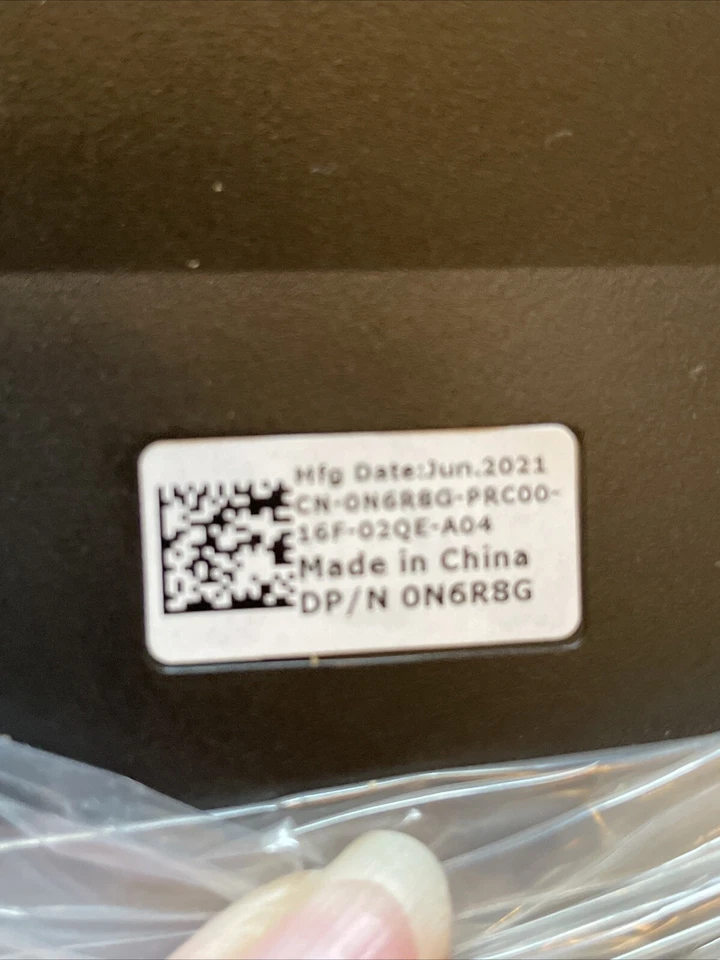 Mfg Date:Jun.2021
CN-0N6R8G-PRC00-
16F-02QE-A04
Made in China
DP/N 0N6R8G